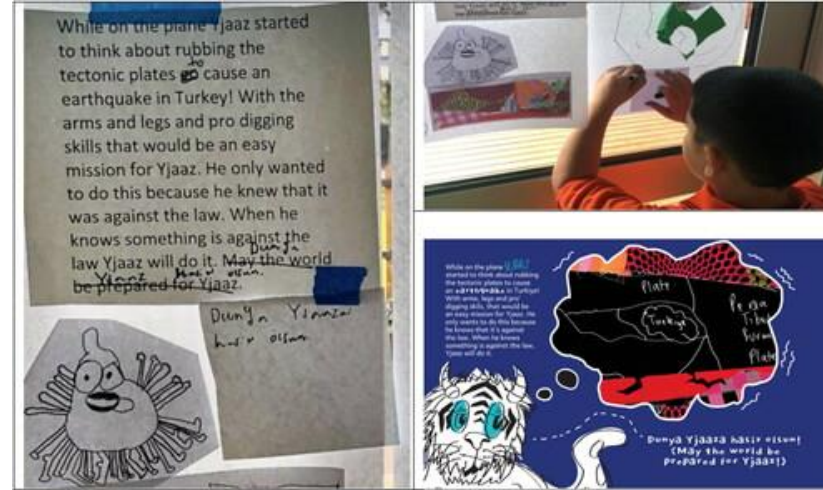 While on the plane Yjaaz started
to think about rubbing the
tectonic plates to cause an
earthquake in Turkey! With the
arms and legs and pro digging
skills that would be an easy
mission for Yjaaz. He only wanted
to do this because he knew that it
was against the law. When he
knows something is against the
law Yjaaz will do it. May the world
be prepared for Yjaaz.
Dunya Yjaaza
hasır olsun
While on the plane YJAAZ
started to think about rubbing
the tectonic plates to cause
an earthquake in Turkiye!
With arms, legs and pro
digging skills, that would be
an easy mission for Yjaaz. He
only wants to do this because
he knows that it's against
the law. When he knows
something is against the law,
Yjaaz will do it.
Plate
Turkiye
Plate
Dunya Yjaaza hasır olsun!
(May the world be
prepared for Yjaaz!)